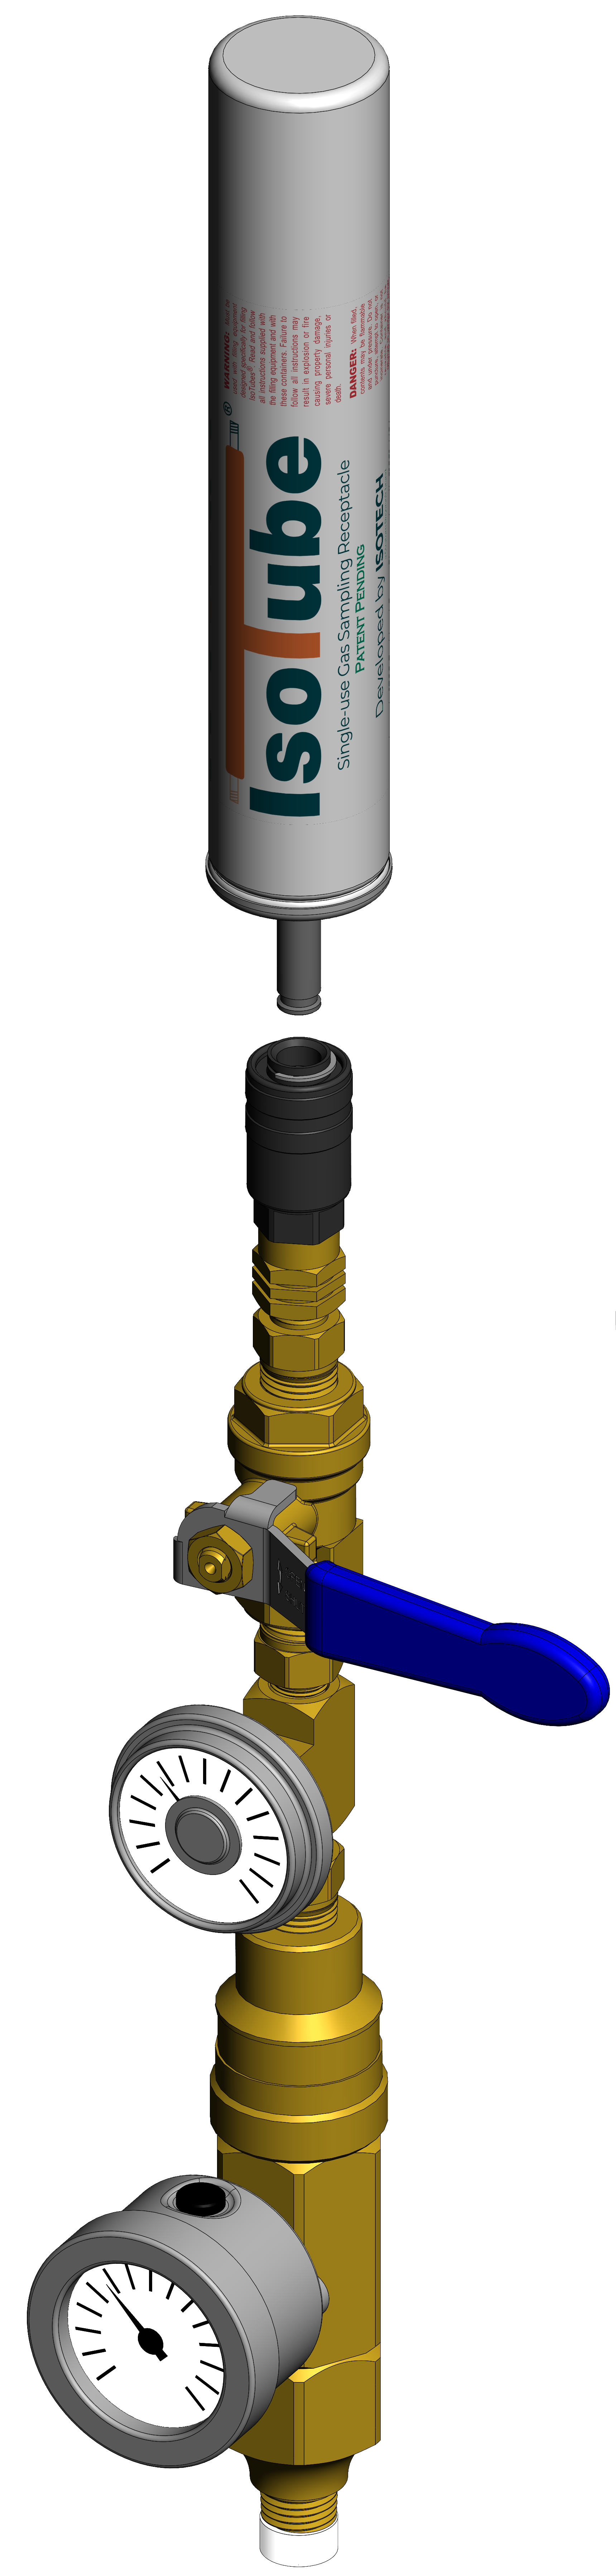 WARNING: Must be
used with filling equipment
designed specifically for filling
IsoTubes® Read and follow
all instructions supplied with
the filling equipment and with
these containers. Failure to
follow all instructions may
result in explosion or fire
causing property damage,
severe personal injuries or
death.
DANGER: When filled,
contents may be flammable
and under pressure. Do not
IsoTube®
Single-use Gas Sampling Receptacle
PATENT PENDING
Developed by ISOTECH